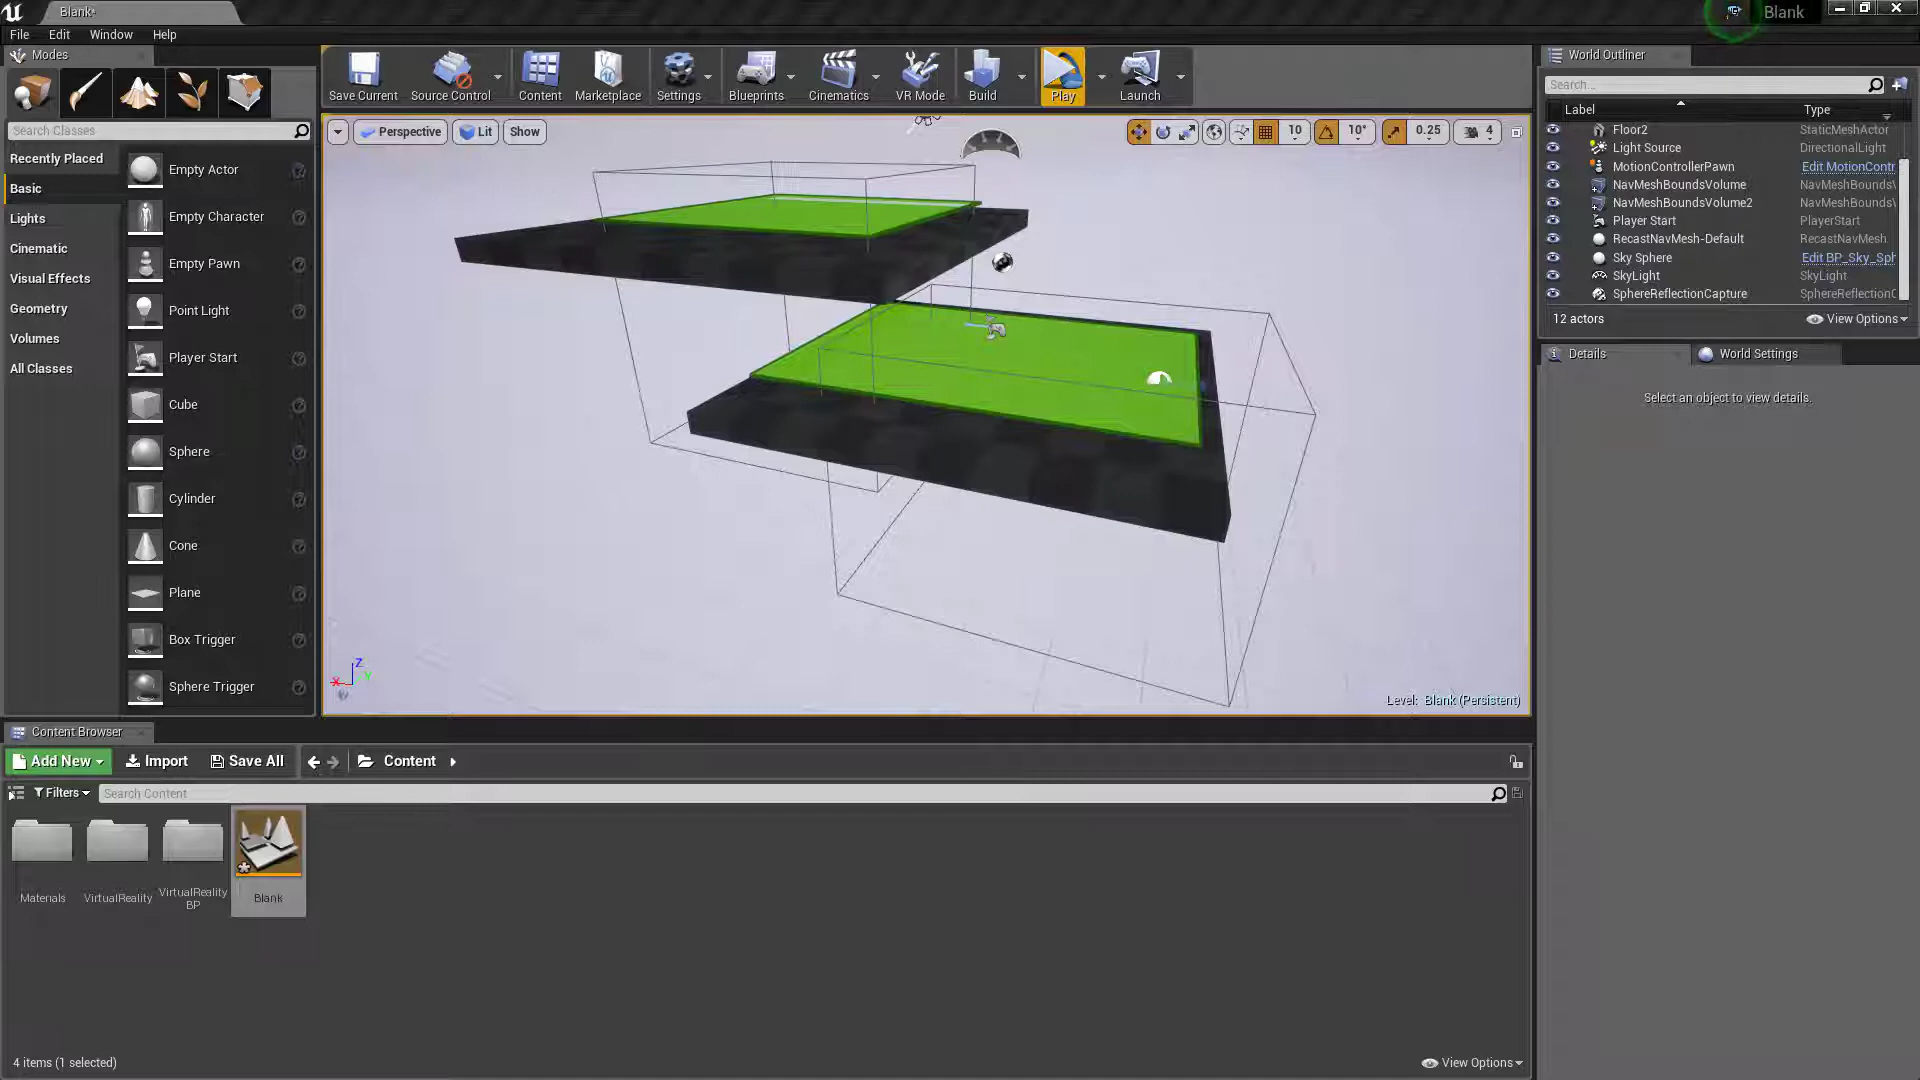 Blank*
Blank
File Edit Window Help
Modes
Save Current Source Control Content Marketplace Settings Blueprints Cinematics VR Mode Build Play Launch
World Outliner
Search...
Label Type
Search Classes
Perspective Lit Show
10 10° 0.25 4
Recently Placed
Basic
Lights
Cinematic
Visual Effects
Geometry
Volumes
All Classes
Empty Actor
Empty Character
Empty Pawn
Point Light
Player Start
Cube
Sphere
Cylinder
Cone
Plane
Box Trigger
Sphere Trigger
Z
X
Y
Level: Blank (Persistent)
Floor2 StaticMeshActor
Light Source DirectionalLight
MotionControllerPawn Edit MotionContr
NavMeshBoundsVolume NavMeshBoundsV
NavMeshBoundsVolume2 NavMeshBoundsV
Player Start PlayerStart
RecastNavMesh-Default RecastNavMesh
Sky Sphere Edit BP_Sky_Sph
SkyLight SkyLight
SphereReflectionCapture SphereReflectionC
12 actors View Options
Details World Settings
Select an object to view details.
Content Browser
Add New Import Save All Content
Filters Search Content
Materials
VirtualReality
VirtualReality
BP
Blank
4 items (1 selected)
View Options